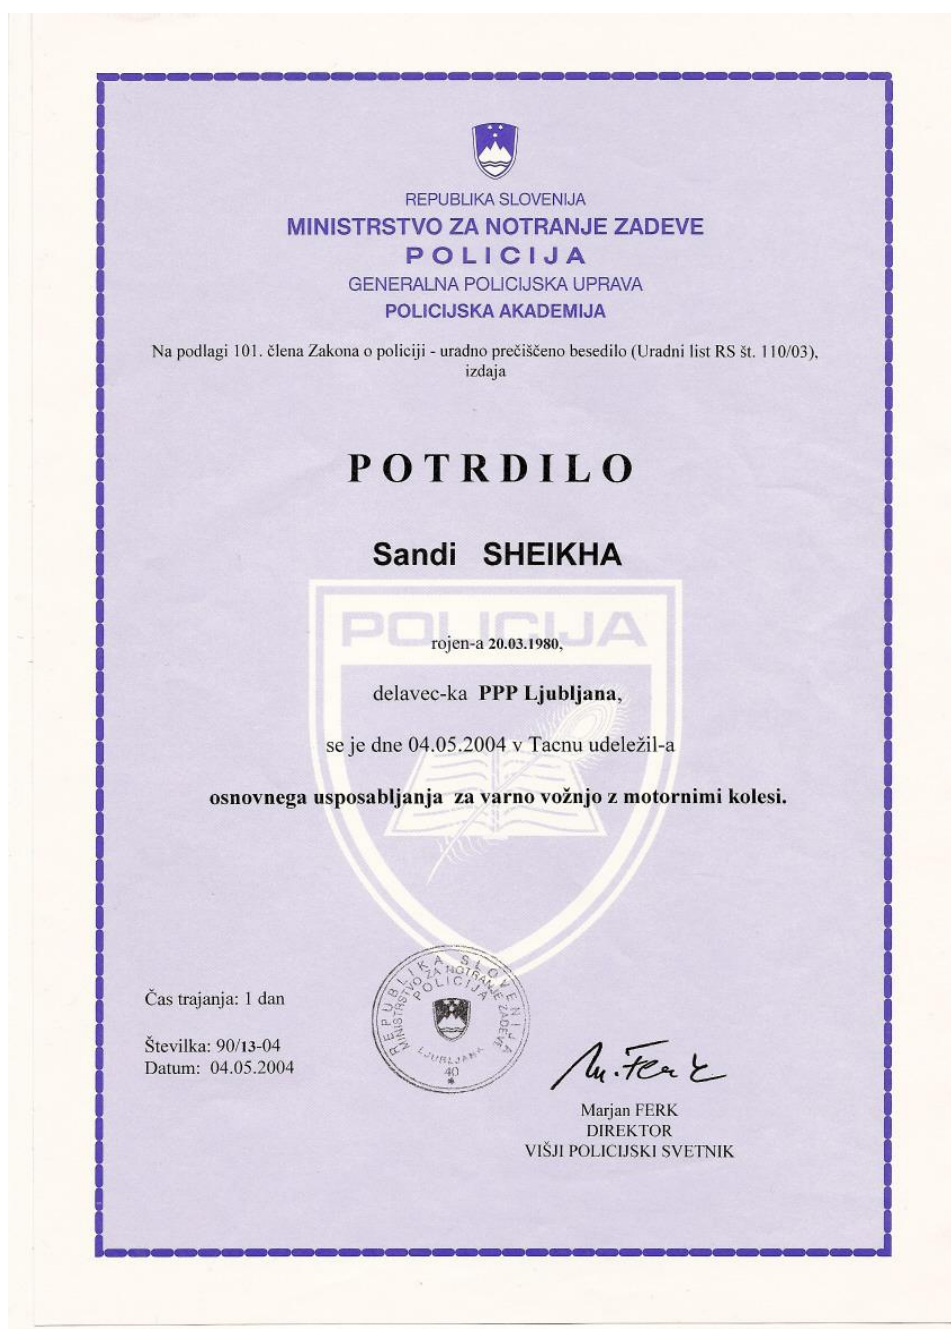 REPUBLIKA SLOVENIJA
MINISTRSTVO ZA NOTRANJE ZADEVE
POLICIJA
GENERALNA POLICIJSKA UPRAVA
POLICIJSKA AKADEMIJA
Na podlagi 101. člena Zakona o policiji - uradno prečiščeno besedilo (Uradni list RS št. 110/03),
izdaja
POTRDILO
Sandi SHEIKHA
POLICIJA
rojen-a 20.03.1980,
delavec-ka PPP Ljubljana,
se je dne 04.05.2004 v Tacnu udeležil-a
osnovnega usposabljanja za varno vožnjo z motornimi kolesi.
REPUBLIKA SLOVENIJA
MINISTRSTVO ZA NOTRANJE ZADEVE
POLICIJA
LJUBLJANA
40
Čas trajanja: 1 dan
Številka: 90/13-04
Datum: 04.05.2004
M. Ferk
Marjan FERK
DIREKTOR
VIŠJI POLICIJSKI SVETNIK